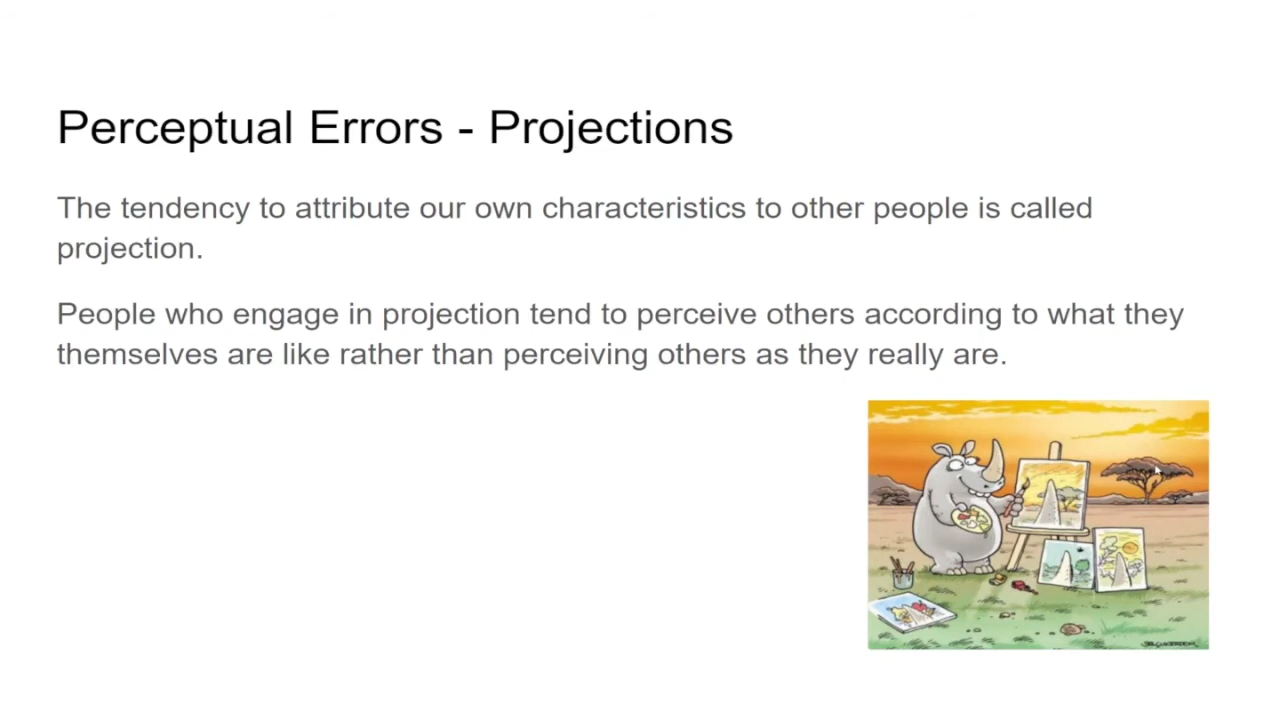 Perceptual Errors - Projections
The tendency to attribute our own characteristics to other people is called
projection.
People who engage in projection tend to perceive others according to what they
themselves are like rather than perceiving others as they really are.